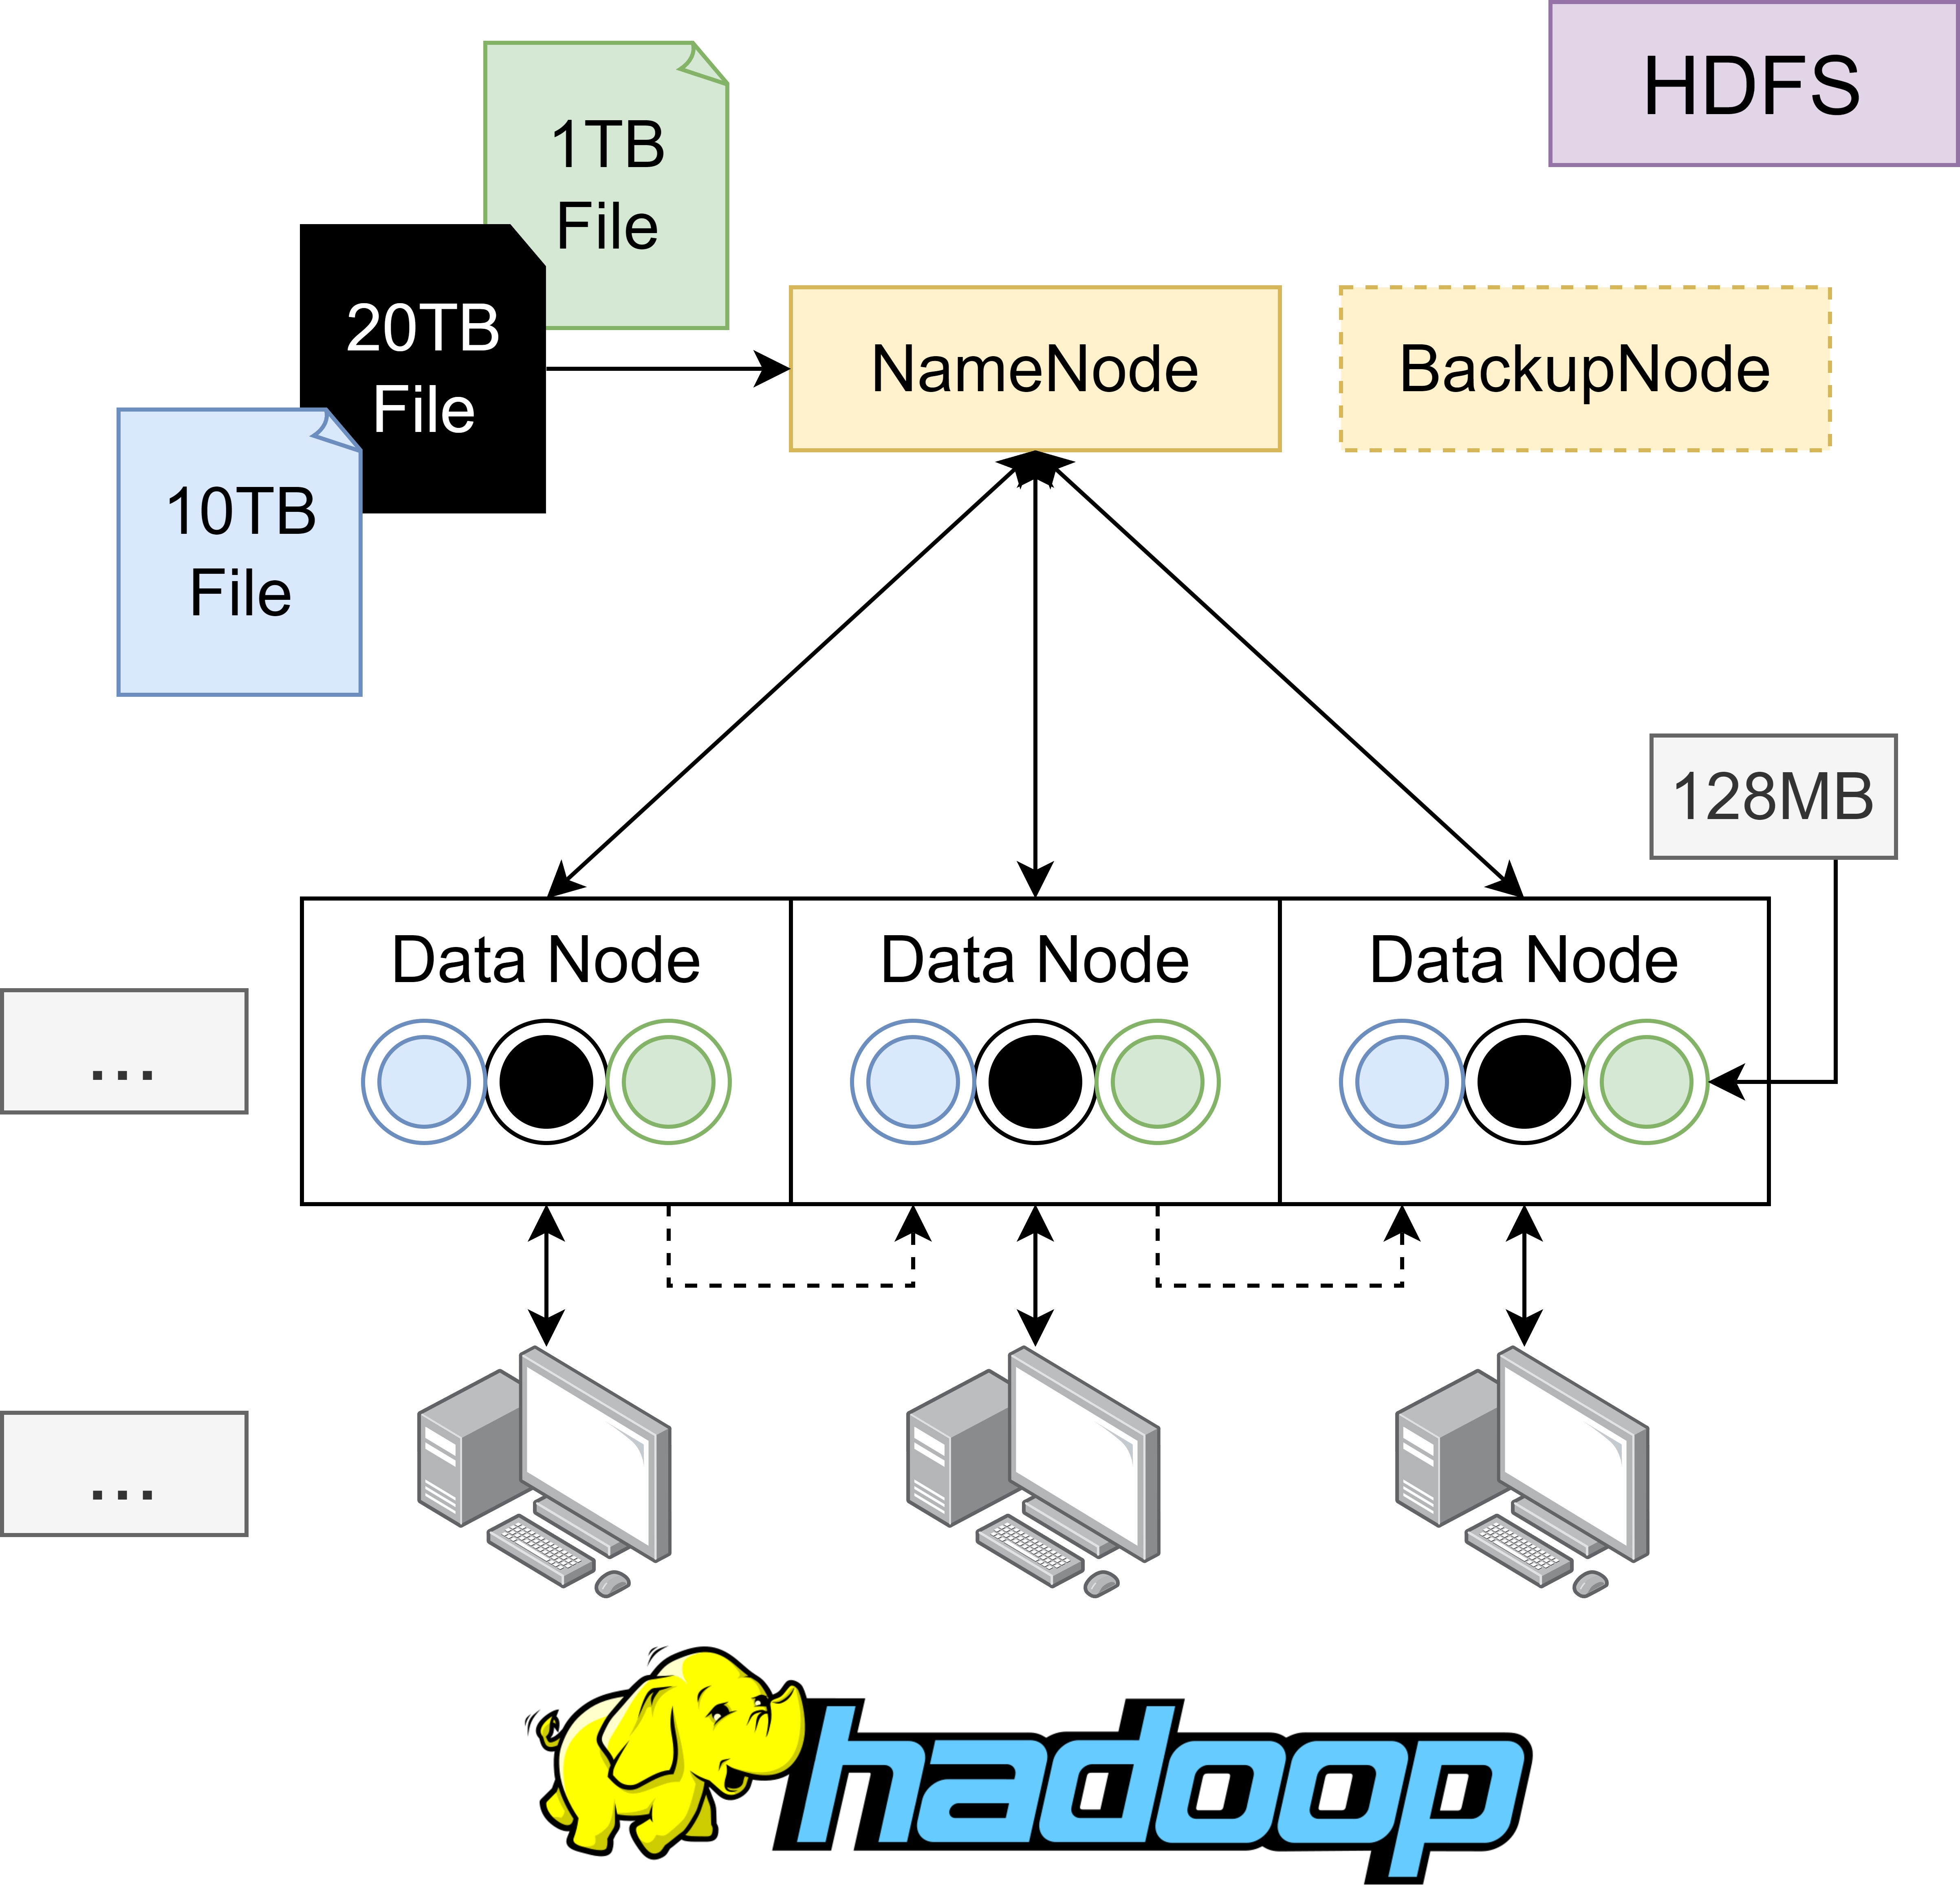 HDFS
1TB
File
20TB
File
10TB
File
NameNode
BackupNode
128MB
Data Node
Data Node
Data Node
...
...
hadoop